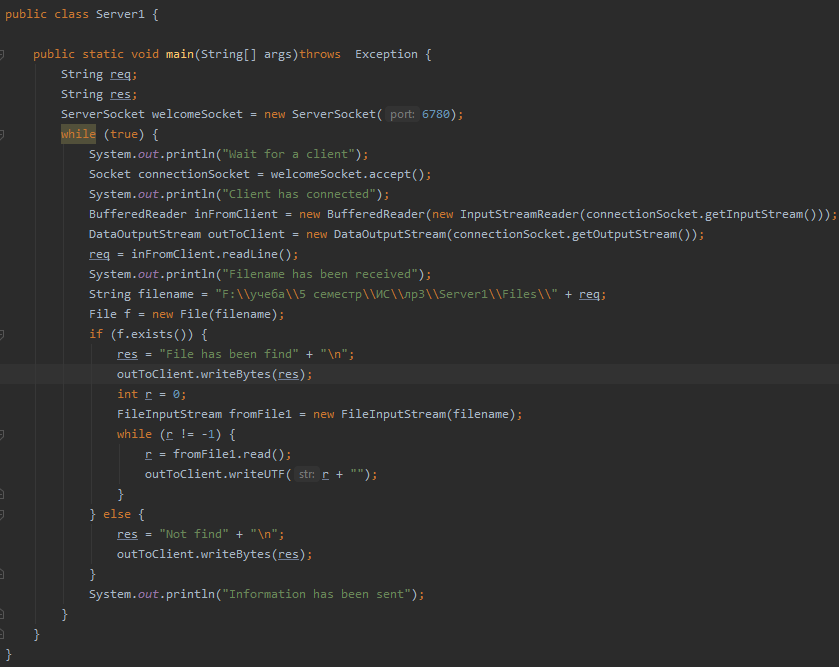 public class Server1 {
public static void main(String[] args)throws  Exception {
String req;
String res;
ServerSocket welcomeSocket = new ServerSocket( port: 6780);
while (true) {
System.out.println("Wait for a client");
Socket connectionSocket = welcomeSocket.accept();
System.out.println("Client has connected");
BufferedReader inFromClient = new BufferedReader(new InputStreamReader(connectionSocket.getInputStream()));
DataOutputStream outToClient = new DataOutputStream(connectionSocket.getOutputStream());
req = inFromClient.readLine();
System.out.println("Filename has been received");
String filename = "F:\\учеба\\5 семестр\\ИС\\лр3\\Server1\\Files\\" + req;
File f = new File(filename);
if (f.exists()) {
res = "File has been find" + "\n";
outToClient.writeBytes(res);
int r = 0;
FileInputStream fromFile1 = new FileInputStream(filename);
while (r != -1) {
r = fromFile1.read();
outToClient.writeUTF( str: r + "");
}
} else {
res = "Not find" + "\n";
outToClient.writeBytes(res);
}
System.out.println("Information has been sent");
}
}
}